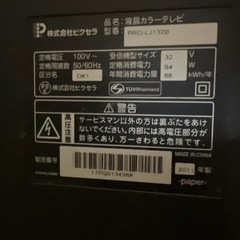 株式会社ピクセラ
品名：液晶カラーテレビ
型番：PRD-LJ132B
定格電圧 100V～
定格周波数 50/60Hz
区分名 DK1
受信機型サイズ 32 V
定格消費電力 94 W
年間消費電力量 68 kWh/年
TÜVRheinland
警告
高電圧注意
サービスマン以外の方は裏ぶたをあけないでください。
内部には高電圧部分が数多くあり、万一さわると危険です。
製造番号
MADE IN CHINA
17PG013438A
2011 年製
-paper-